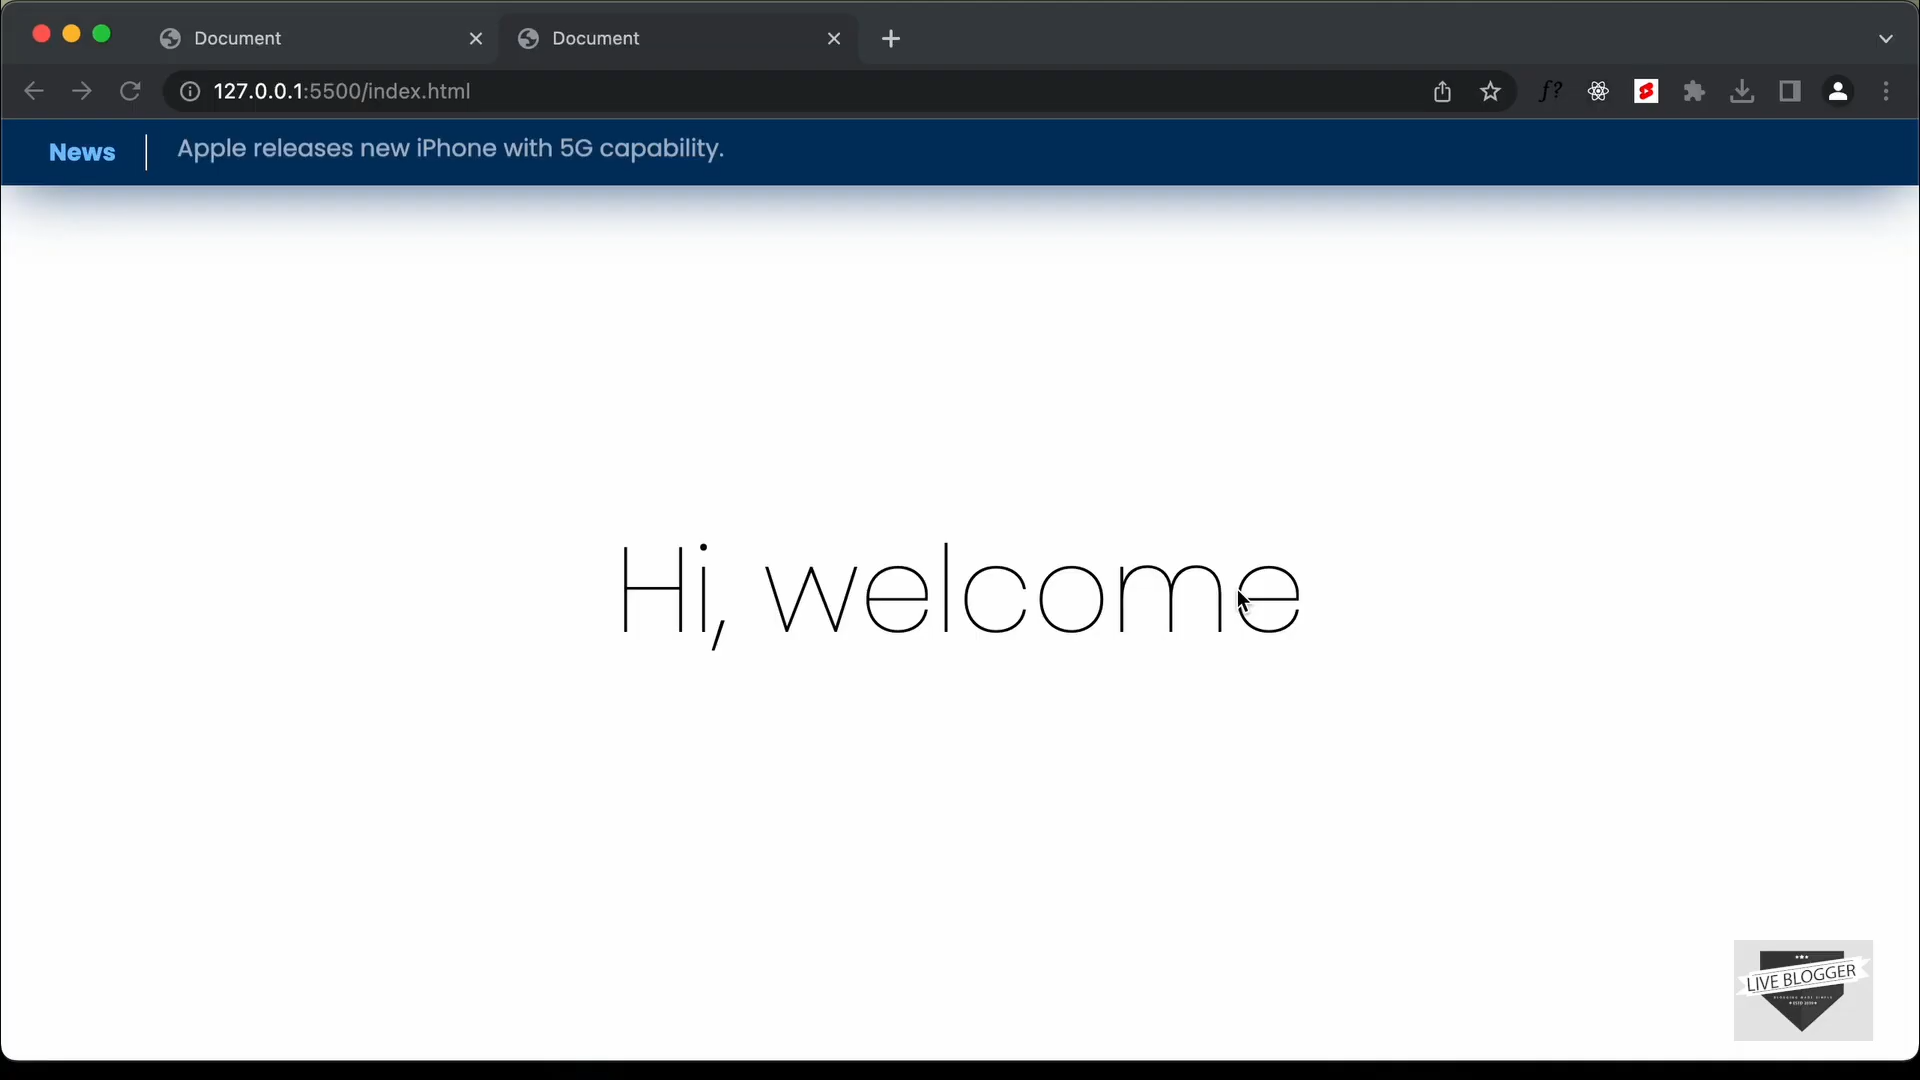 Document
Document
127.0.0.1:5500/index.html
f?
News
Apple releases new iPhone with 5G capability.
Hi, welcome
LIVE BLOGGER